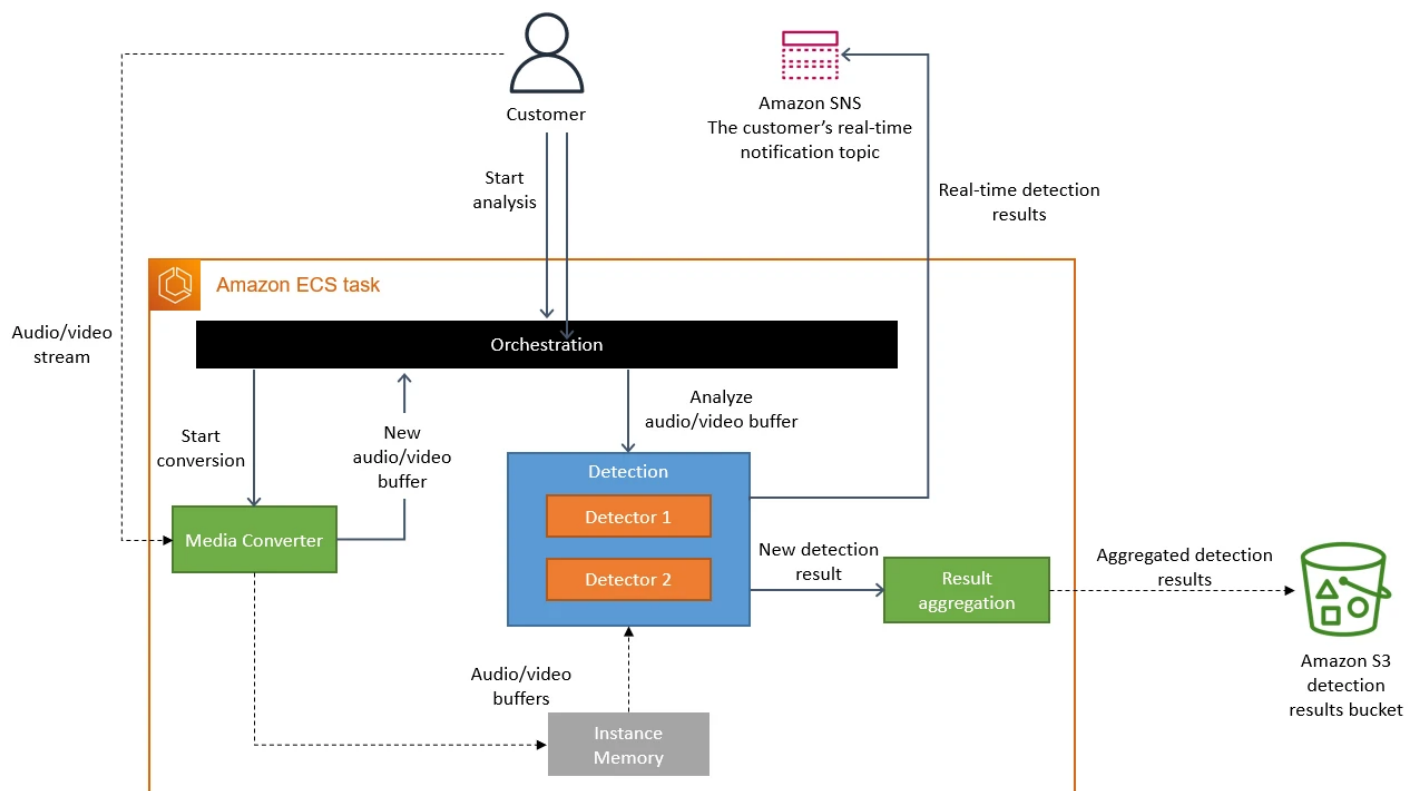 Customer
Amazon SNS
The customer’s real-time
notification topic
Start
analysis
Real-time detection
results
Amazon ECS task
Audio/video
stream
Orchestration
Start
conversion
New
audio/video
buffer
Analyze
audio/video buffer
Detection
Detector 1
Detector 2
Media Converter
New detection
result
Result
aggregation
Aggregated detection
results
Amazon S3
detection
results bucket
Audio/video
buffers
Instance
Memory